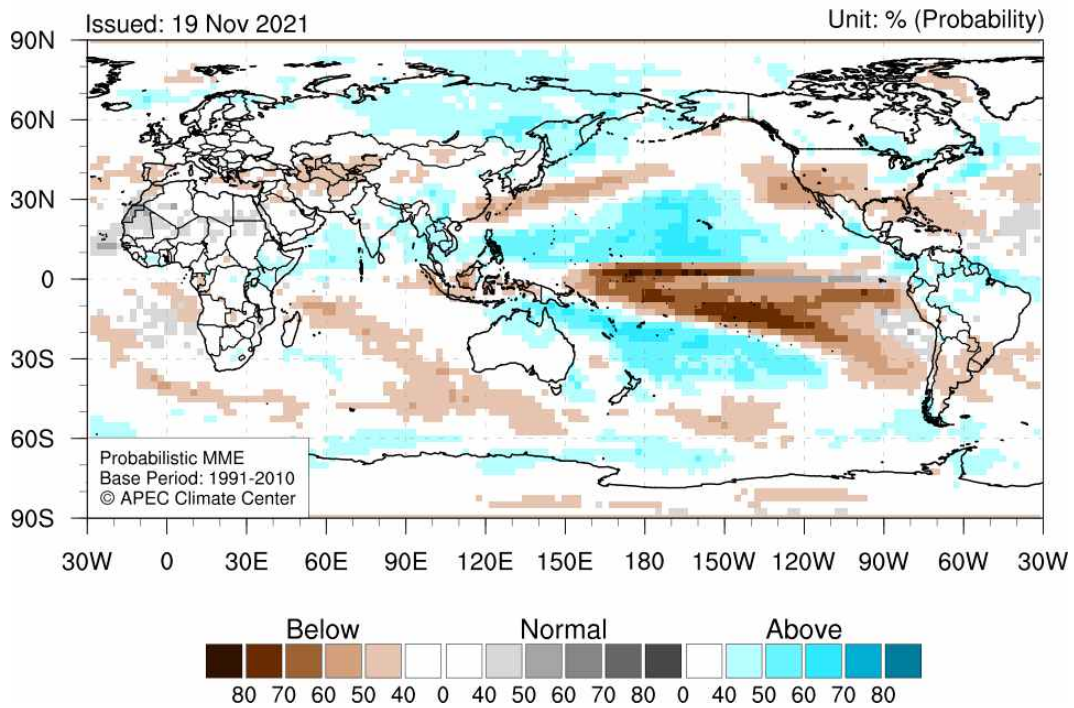 Issued: 19 Nov 2021 Unit: % (Probability)
90N
60N
30N
0
30S
60S
90S
Probabilistic MME
Base Period: 1991-2010
© APEC Climate Center
30W 0 30E 60E 90E 120E 150E 180 150W 120W 90W 60W 30W
Below Normal Above
80 70 60 50 40 0 40 50 60 70 80 0 40 50 60 70 80